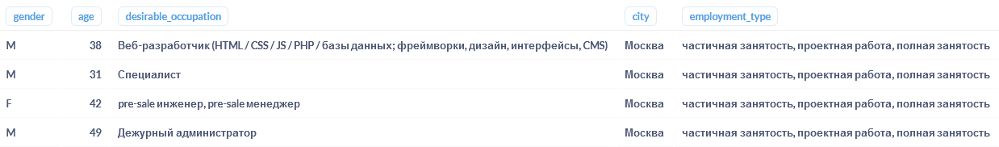 gender age desirable_occupation city employment_type
M 38 Веб-разработчик (HTML / CSS / JS / PHP / базы данных; фреймворки, дизайн, интерфейсы, CMS) Москва частичная занятость, проектная работа, полная занятость
M 31 Специалист Москва частичная занятость, проектная работа, полная занятость
F 42 pre-sale инженер, pre-sale менеджер Москва частичная занятость, проектная работа, полная занятость
M 49 Дежурный администратор Москва частичная занятость, проектная работа, полная занятость